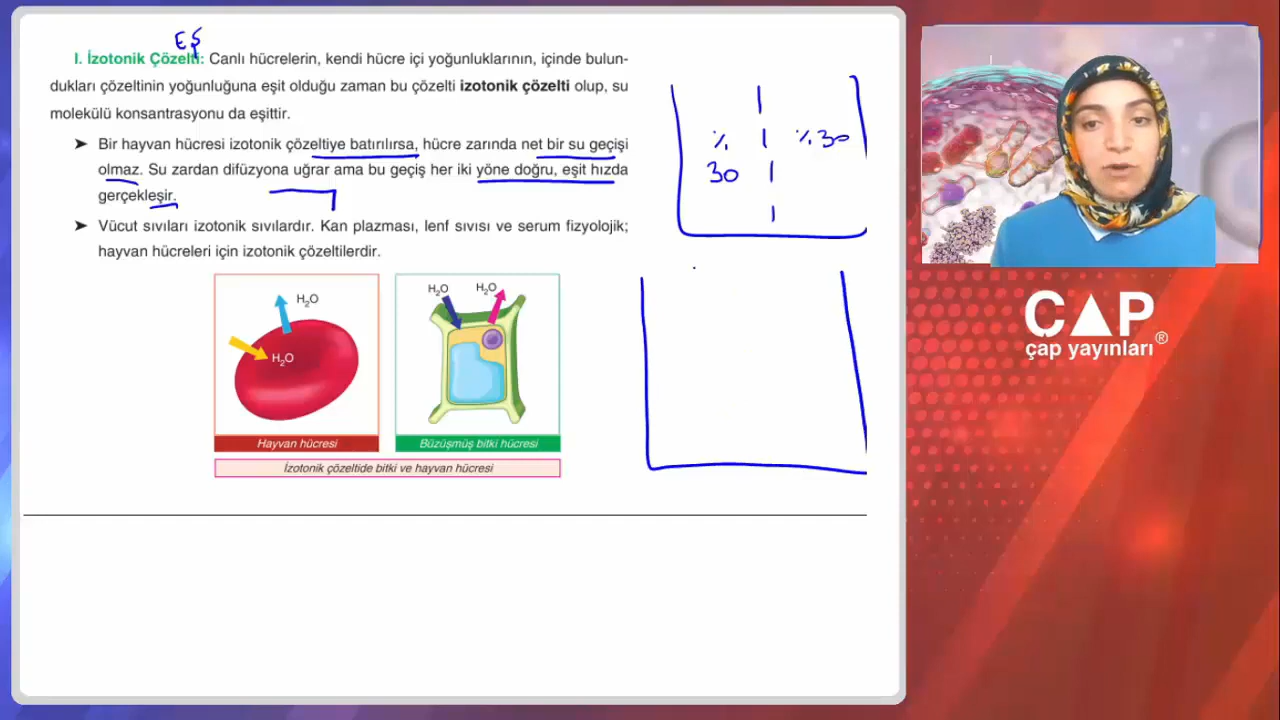 EŞ
I. İzotonik Çözelti: Canlı hücrelerin, kendi hücre içi yoğunluklarının, içinde bulun-
dukları çözeltinin yoğunluğuna eşit olduğu zaman bu çözelti izotonik çözelti olup, su
molekülü konsantrasyonu da eşittir.
➤ Bir hayvan hücresi izotonik çözeltiye batırılırsa, hücre zarında net bir su geçişi
olmaz. Su zardan difüzyona uğrar ama bu geçiş her iki yöne doğru, eşit hızda
gerçekleşir.
➤ Vücut sıvıları izotonik sıvılardır. Kan plazması, lenf sıvısı ve serum fizyolojik;
hayvan hücreleri için izotonik çözeltilerdir.
H₂O
H₂O
Hayvan hücresi
H₂O H₂O
Büzüşmüş bitki hücresi
İzotonik çözeltide bitki ve hayvan hücresi
% %30
30
ÇAP
çap yayınları®